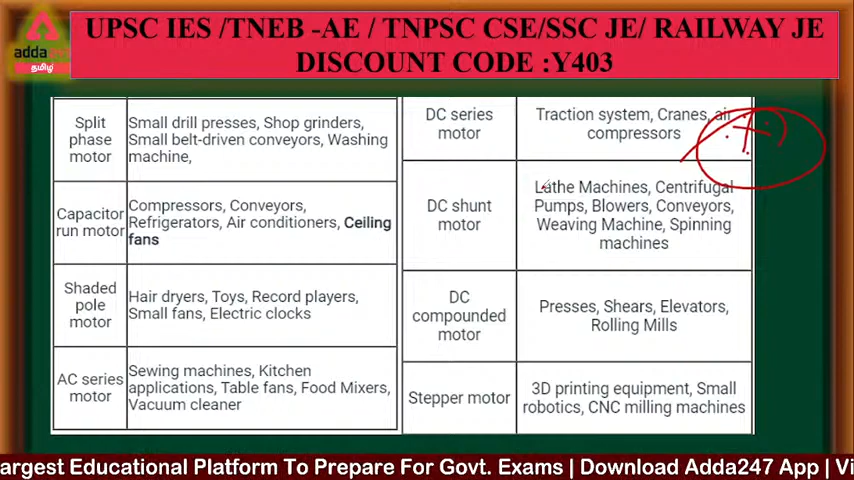 UPSC IES /TNEB -AE / TNPSC CSE/SSC JE/ RAILWAY JE
DISCOUNT CODE :Y403
adda
தமிழ்
Split
phase
motor
Small drill presses, Shop grinders,
Small belt-driven conveyors, Washing
machine,
Capacitor
run motor
Compressors, Conveyors,
Refrigerators, Air conditioners, Ceiling
fans
Shaded
pole
motor
Hair dryers, Toys, Record players,
Small fans, Electric clocks
AC series
motor
Sewing machines, Kitchen
applications, Table fans, Food Mixers,
Vacuum cleaner
DC series
motor
Traction system, Cranes, air
compressors
DC shunt
motor
Lathe Machines, Centrifugal
Pumps, Blowers, Conveyors,
Weaving Machine, Spinning
machines
DC
compounded
motor
Presses, Shears, Elevators,
Rolling Mills
Stepper motor
3D printing equipment, Small
robotics, CNC milling machines
argest Educational Platform To Prepare For Govt. Exams | Download Adda247 App | Vi